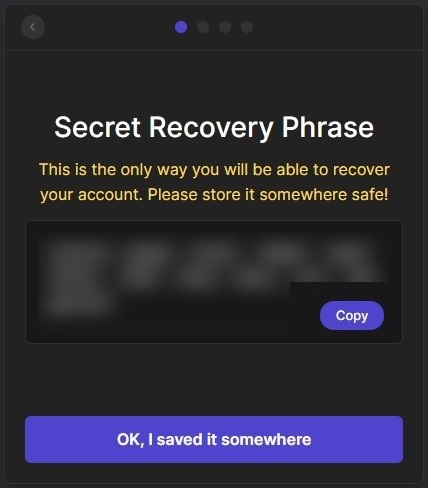 Secret Recovery Phrase
This is the only way you will be able to recover
your account. Please store it somewhere safe!
Copy
OK, I saved it somewhere